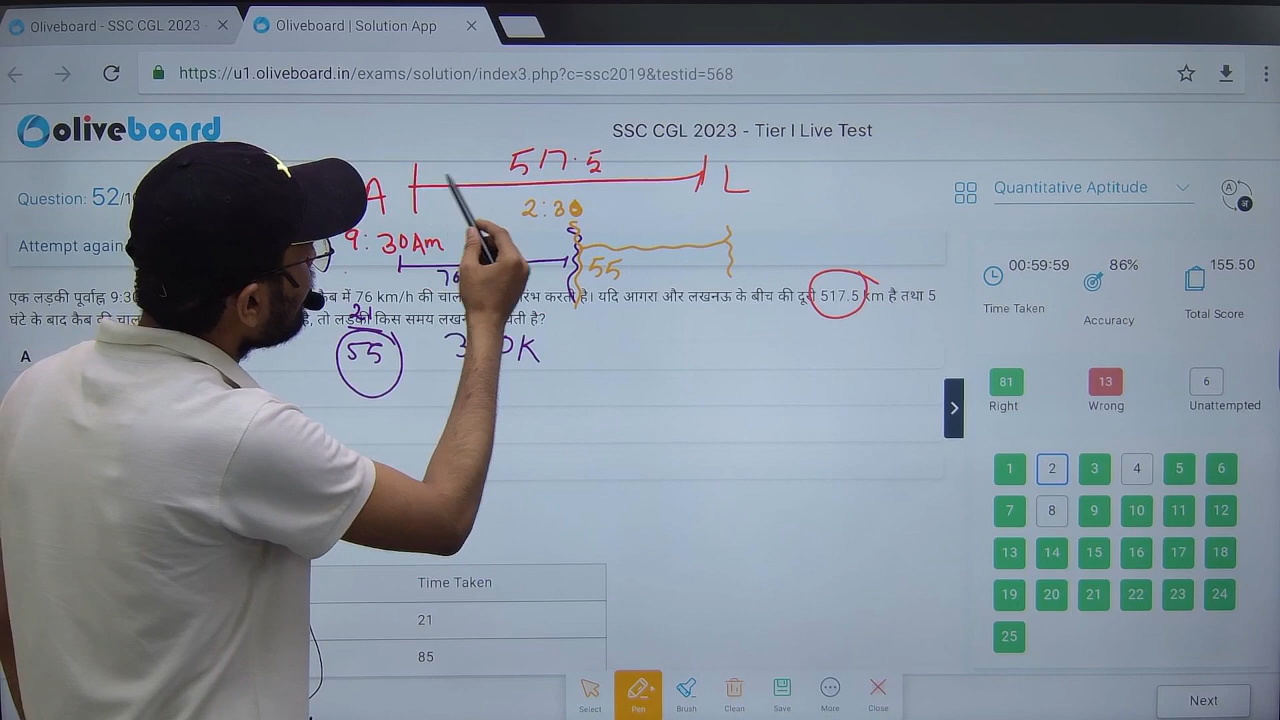 Oliveboard - SSC CGL 2023
Oliveboard | Solution App
https://u1.oliveboard.in/exams/solution/index3.php?c=ssc2019&testid=568
oliveboard
SSC CGL 2023 - Tier I Live Test
Question: 52/1
Quantitative Aptitude
Attempt again
A 517.5 L
2:30
9:30Am
55
एक लड़की पूर्वाह्न 9:30 में 76 km/h की है। यदि आगरा और लखनऊ के बीच की दूरी 517.5 km है तथा 5
घंटे के बाद कैब की है, तो लड़की किस समय
21
55
K
A
00:59:59
Time Taken
86%
Accuracy
155.50
Total Score
81
Right
13
Wrong
6
Unattempted
1 2 3 4 5 6
7 8 9 10 11 12
13 14 15 16 17 18
19 20 21 22 23 24
25
Time Taken
21
85
Select Pen Brush Clean Save More Close
Next